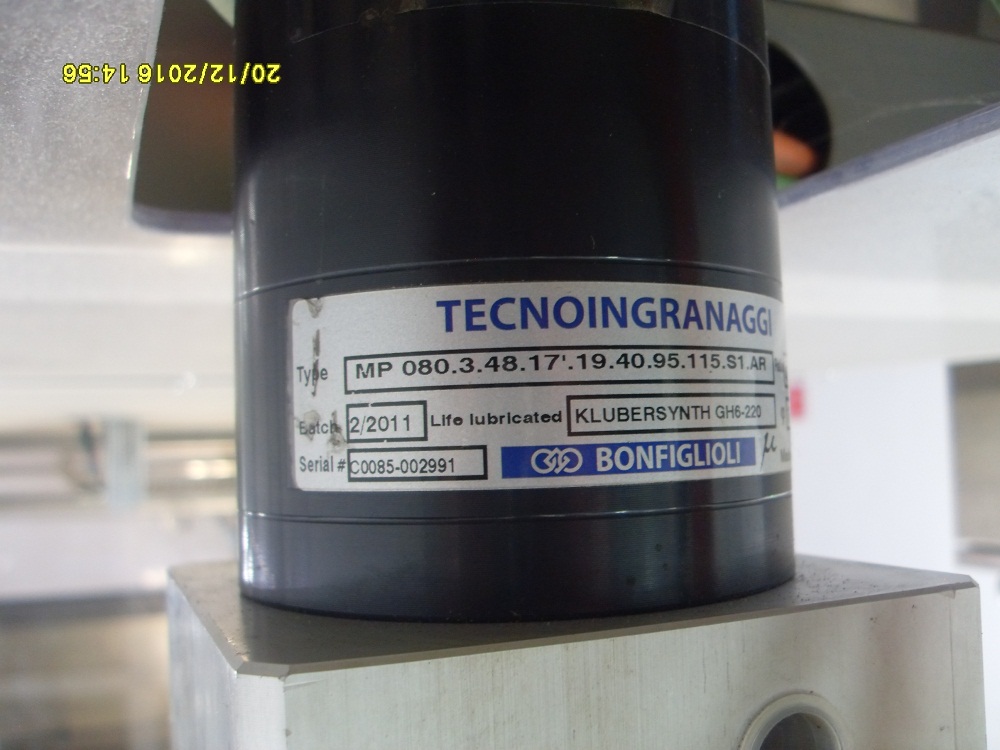 20/12/2016 14:56
TECNOINGRANAGGI
Type MP 080.3.48.17'.19.40.95.115.S1.AR
Batch 2/2011 Life lubricated KLUBERSYNTH GH6-220
Serial # C0085-002991 BONFIGLIOLI